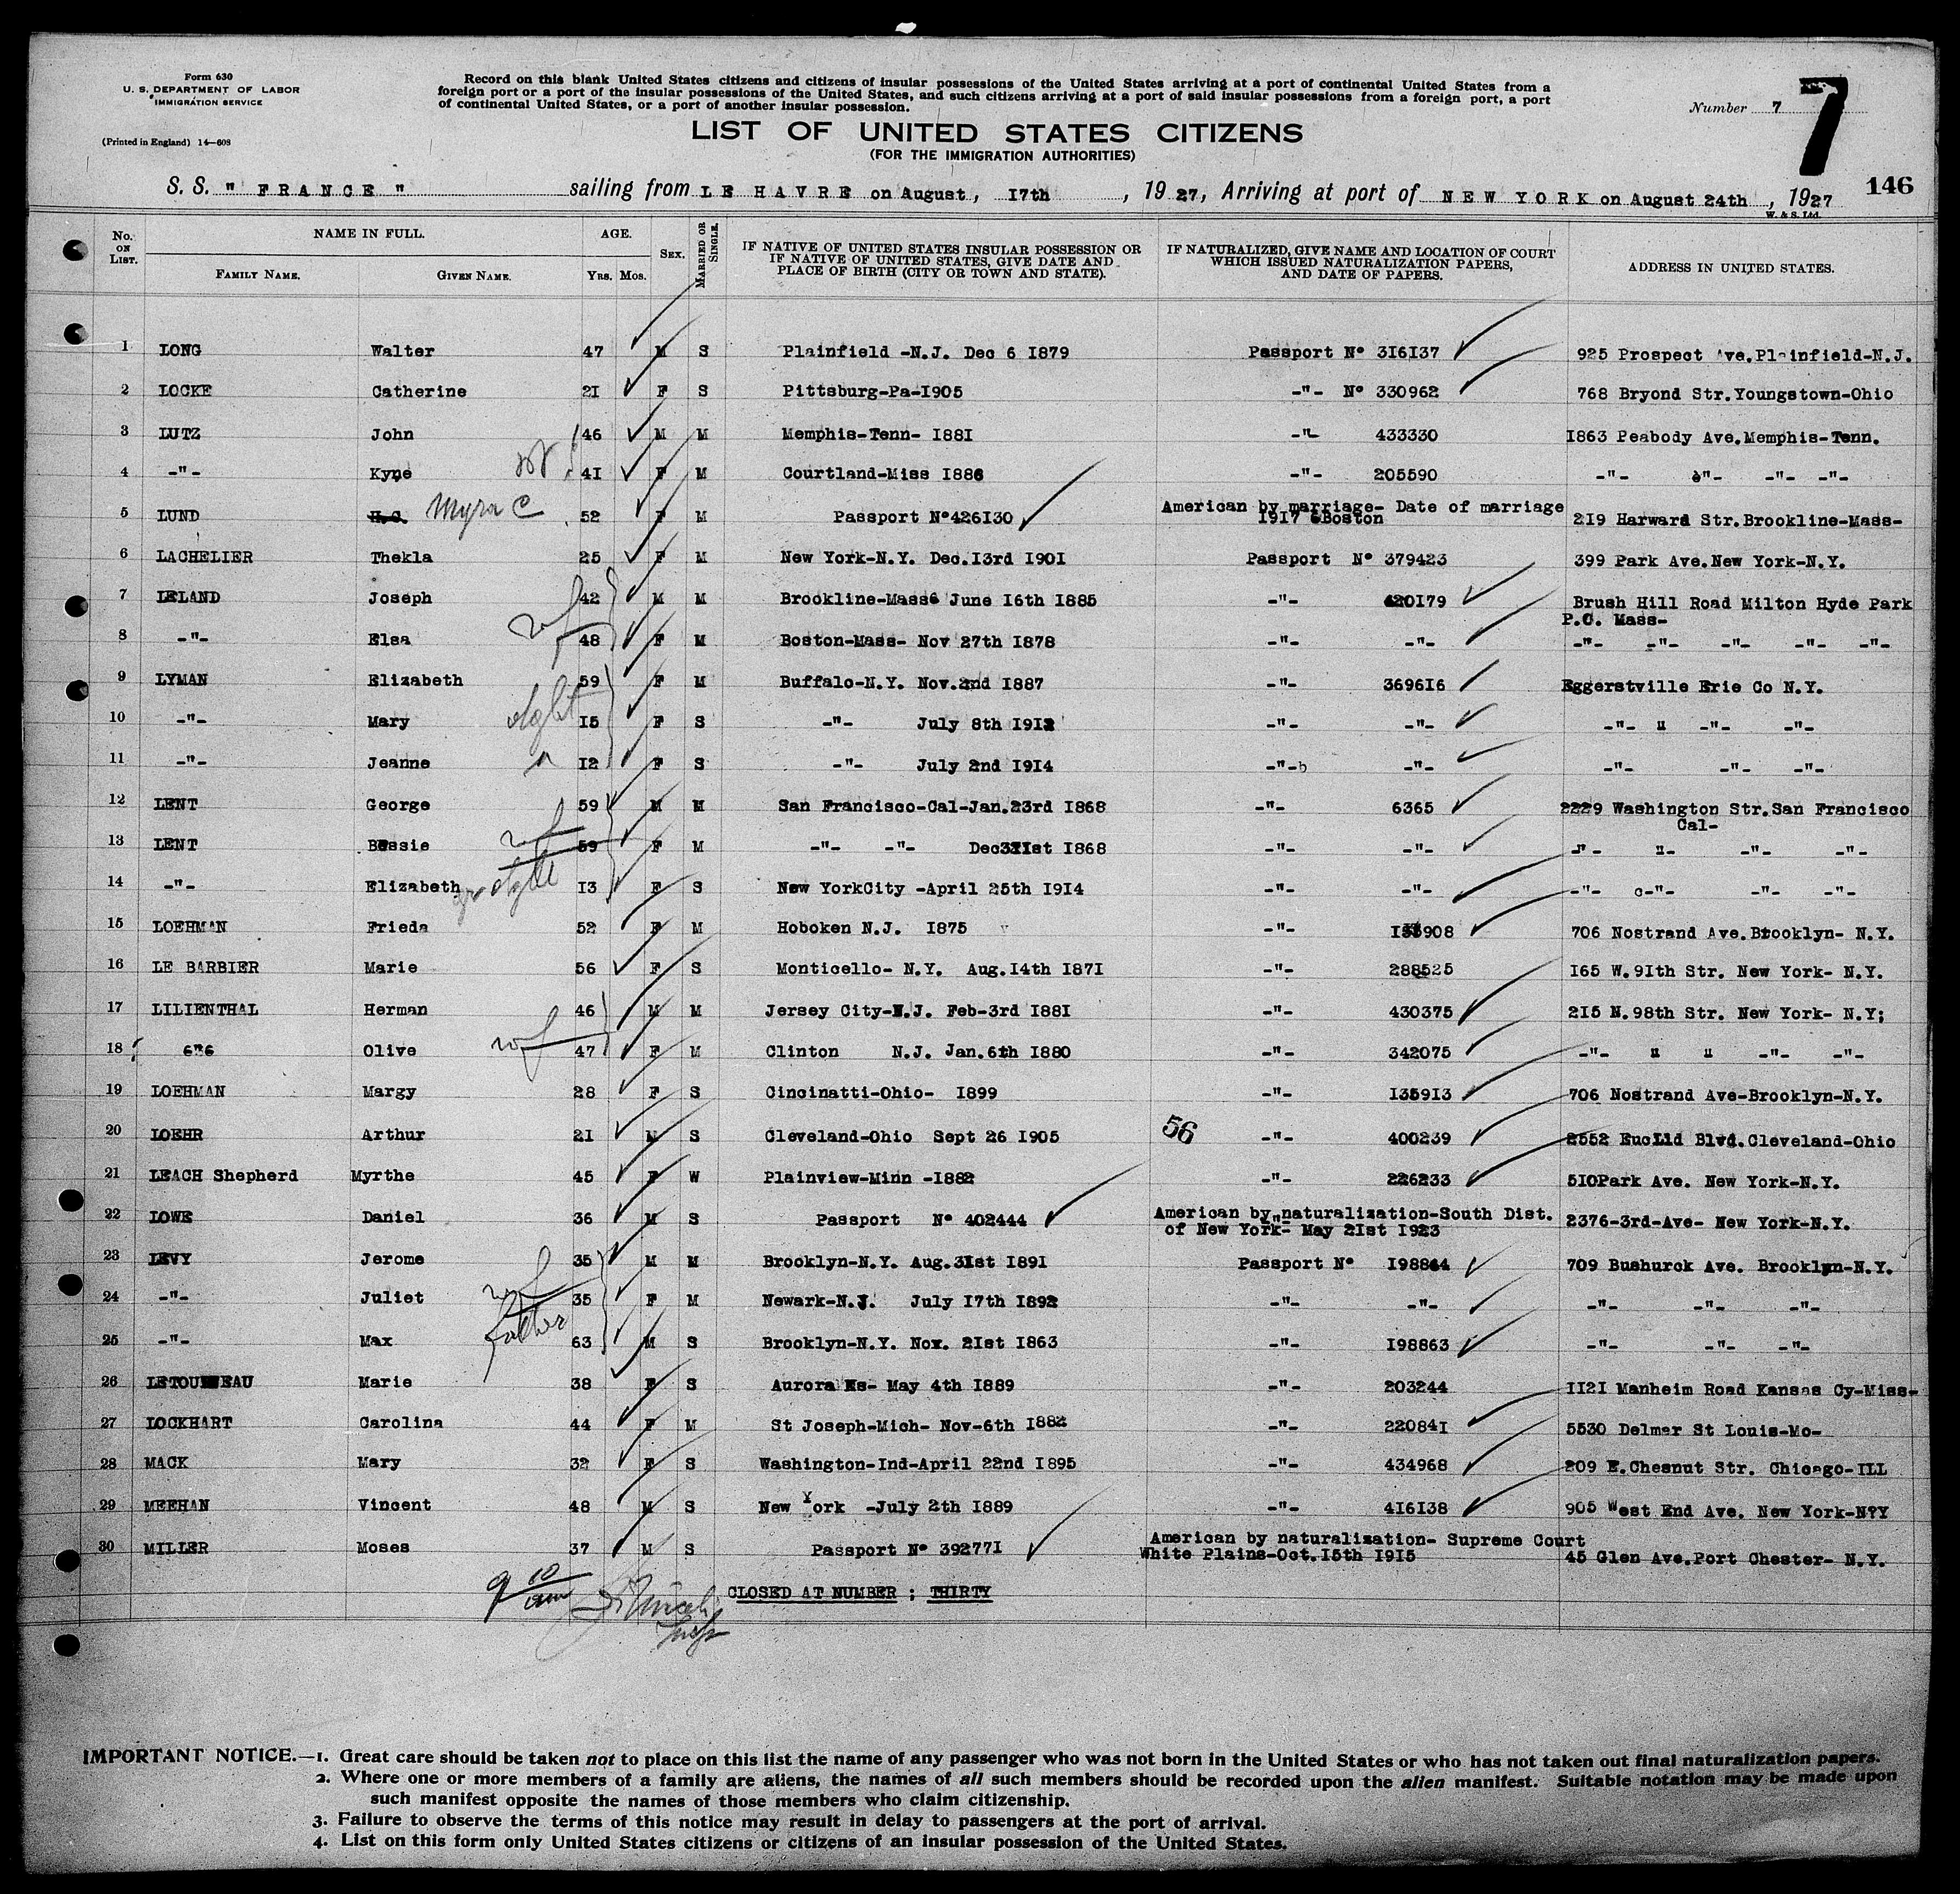 Form 630
U. S. DEPARTMENT OF LABOR
IMMIGRATION SERVICE
(Printed in England) 14—608
Record on this blank United States citizens and citizens of insular possessions of the United States arriving at a port of continental United States from a
foreign port or a port of the insular possessions of the United States, and such citizens arriving at a port of said insular possessions from a foreign port, a port
of continental United States, or a port of another insular possession.
Number 7
7
LIST OF UNITED STATES CITIZENS
(FOR THE IMMIGRATION AUTHORITIES)
146
S. S. " FRANCE " sailing from LE HAVRE on August, 17th , 19 27, Arriving at port of NEW YORK on August 24th , 1927
W. & S. Ltd.
No. ON LIST. NAME IN FULL. AGE. SEX. MARRIED OR SINGLE. IF NATIVE OF UNITED STATES INSULAR POSSESSION OR IF NATIVE OF UNITED STATES, GIVE DATE AND PLACE OF BIRTH (CITY OR TOWN AND STATE). IF NATURALIZED, GIVE NAME AND LOCATION OF COURT WHICH ISSUED NATURALIZATION PAPERS, AND DATE OF PAPERS. ADDRESS IN UNITED STATES.
FAMILY NAME. GIVEN NAME. YRS. MOS.
1 LONG Walter 47 M S Plainfield -N.J. Dec 6 1879 Passport Nº 316137 925 Prospect Ave.Plainfield-N.J.
2 LOCKE Catherine 21 F S Pittsburg-Pa-1905 -"- Nº 330962 768 Bryond Str.Youngstown-Ohio
3 LUTZ John 46 M M Memphis-Tenn- 1881 -"- 433330 1863 Peabody Ave.Memphis-Tenn.
4 -"- Kyne 41 F M Courtland-Miss 1886 -"- 205590 -"- "- -"- -"-
5 LUND H.C. Myra C 52 F M Passport Nº426130 American by marriage- Date of marriage 219 Harward Str.Brookline-Mass-
1917 Boston
6 LACHELIER Thekla 25 F M New York-N.Y. Dec.13rd 1901 Passport Nº 379423 399 Park Ave.New York-N.Y.
7 LELAND Joseph 42 M M Brookline-Mass June 16th 1885 -"- 420179 Brush Hill Road Milton Hyde Park
P.O. Mass-
wf
8 -"- Elsa 48 F M Boston-Mass- Nov 27th 1878 -"- -"- -"- -"- -"- -"- -"-
9 LYMAN Elizabeth 59 F M Buffalo-N.Y. Nov.2nd 1887 -"- 369616 Eggerstville Erie Co N.Y.
10 -"- Mary 15 F S -"- July 8th 1912 -"- -"- -"- " -"- -"-
11 -"- Jeanne 12 F S -"- July 2nd 1914 -"- -"- -"- -"- -"-
12 LENT George 59 M M San Francisco-Cal-Jan.23rd 1868 -"- 6365 2229 Washington Str.San Francisco
Cal-
wf
13 LENT Bessie 59 F M -"- -"- Dec 1868 -"- -"- -"- "- -"- -"-
14 -"- Elizabeth 13 F S New YorkCity -April 25th 1914 -"- -"- -"- -"- -"- -"-
15 LOEHMAN Frieda 52 F M Hoboken N.J. 1875 -"- 908 706 Nostrand Ave.Brooklyn- N.Y.
16 LE BARBIER Marie 56 F S Monticello- N.Y. Aug.14th 1871 -"- 288525 165 W.91th Str. New York- N.Y.
17 LILIENTHAL Herman 46 M M Jersey City-N.J. Feb-3rd 1881 -"- 430375 215 N.98th Str. New York- N.Y;
wf
18 6"6 Olive 47 F M Clinton N.J. Jan.6th 1880 -"- 342075 -"- " " -"- -"-
19 LOEHMAN Margy 28 F S Cincinatti-Ohio- 1899 -"- 135913 706 Nostrand Ave-Brooklyn-N.Y.
20 LOEHR Arthur 21 M S Cleveland-Ohio Sept 26 1905 56 -"- 400239 2552 Euclid Blvd.Cleveland-Ohio
21 LEACH Shepherd Myrthe 45 F W Plainview-Minn -1882 -"- 226233 510Park Ave. New York-N.Y.
22 LOWE Daniel 36 M S Passport Nº 402444 American by naturalization-South Dist. 2376-3rd-Ave- New York-N.Y.
of New York- May 21st 1923
23 LEVY Jerome 35 M M Brooklyn-N.Y. Aug.31st 1891 Passport Nº 198864 709 Bushurck Ave. Brooklyn-N.Y.
wf
24 -"- Juliet 35 F M Newark-N.J. July 17th 1892 -"- -"- -"- -"- -"-
father
25 -"- Max 63 M S Brooklyn-N.Y. Nov. 21st 1863 -"- 198863 -"- -"- -"-
26 LETOURNEAU Marie 38 F S Aurora Ks- May 4th 1889 -"- 203244 1121 Manheim Road Kansas Cy-Miss-
27 LOCKHART Carolina 44 F M St Joseph-Mich- Nov-6th 1882 -"- 220841 5530 Delmar St Louis-Mo-
28 MACK Mary 32 F S Washington-Ind-April 22nd 1895 -"- 434968 209 E.Chesnut Str. Chicago-ILL
29 MEEHAN Vincent 48 M S New York -July 2th 1889 -"- 416138 905 West End Ave. New York-N?Y
30 MILLER Moses 37 M S Passport Nº 392771 American by naturalization- Supreme Court 45 Glen Ave.Port Chester- N.Y.
White Plains-Oct.15th 1915
9 10 am
CLOSED AT NUMBER ; THIRTY
IMPORTANT NOTICE.—1. Great care should be taken not to place on this list the name of any passenger who was not born in the United States or who has not taken out final naturalization papers.
2. Where one or more members of a family are aliens, the names of all such members should be recorded upon the alien manifest. Suitable notation may be made upon
such manifest opposite the names of those members who claim citizenship.
3. Failure to observe the terms of this notice may result in delay to passengers at the port of arrival.
4. List on this form only United States citizens or citizens of an insular possession of the United States.